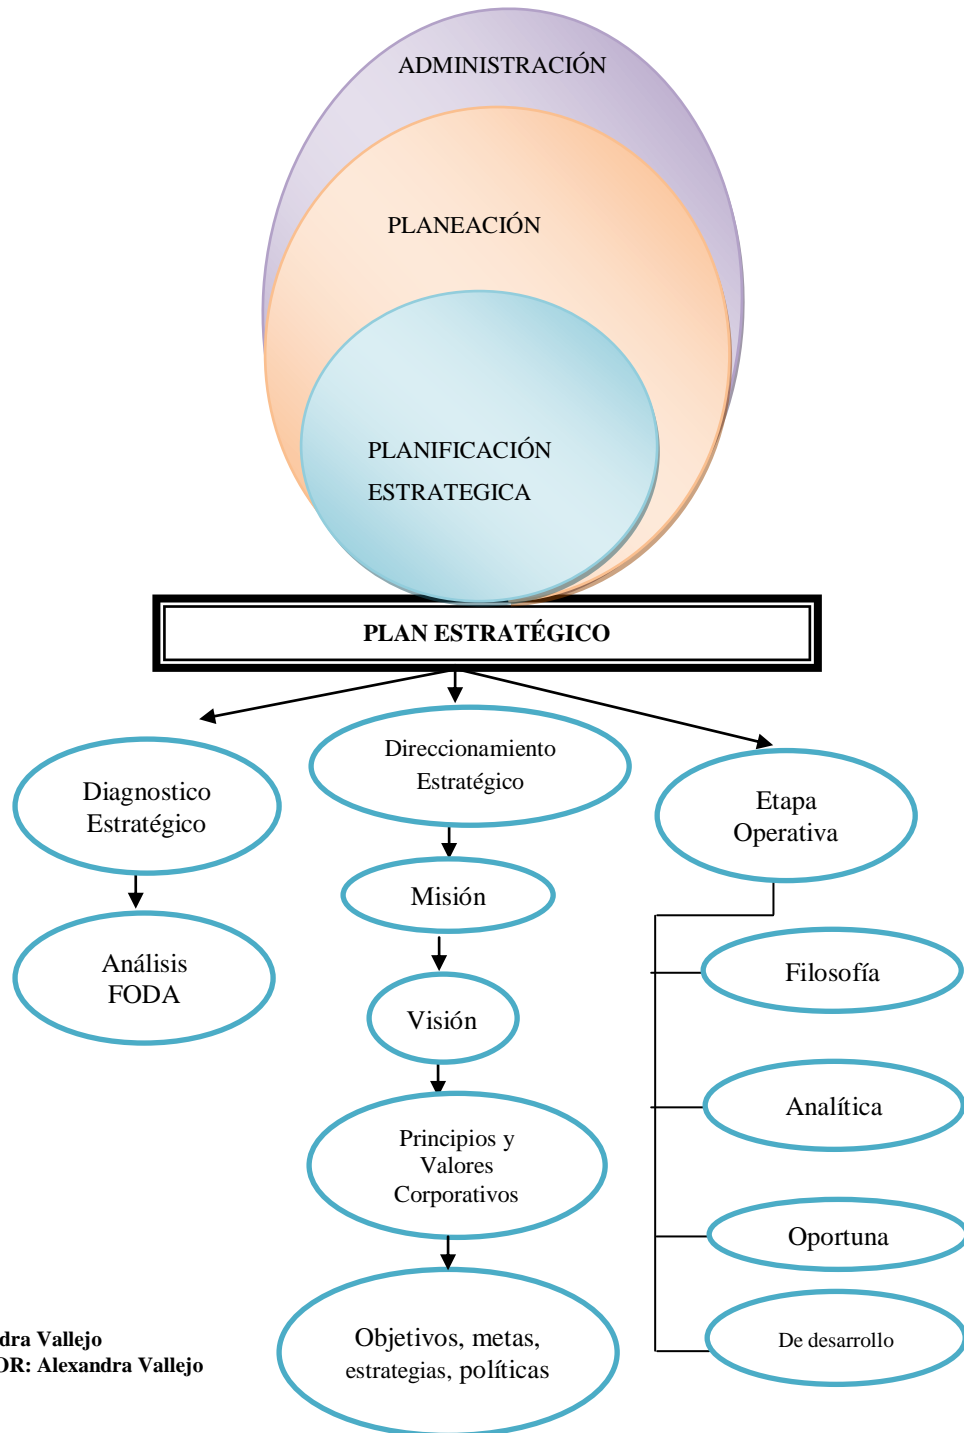 ADMINISTRACIÓN
PLANEACIÓN
PLANIFICACIÓN
ESTRATEGICA
PLAN ESTRATÉGICO
Diagnostico
Estratégico
Análisis
FODA
Direccionamiento
Estratégico
Misión
Visión
Principios y
Valores
Corporativos
Objetivos, metas,
estrategias, políticas
Etapa
Operativa
Filosofía
Analítica
Oportuna
De desarrollo
dra Vallejo
OR: Alexandra Vallejo